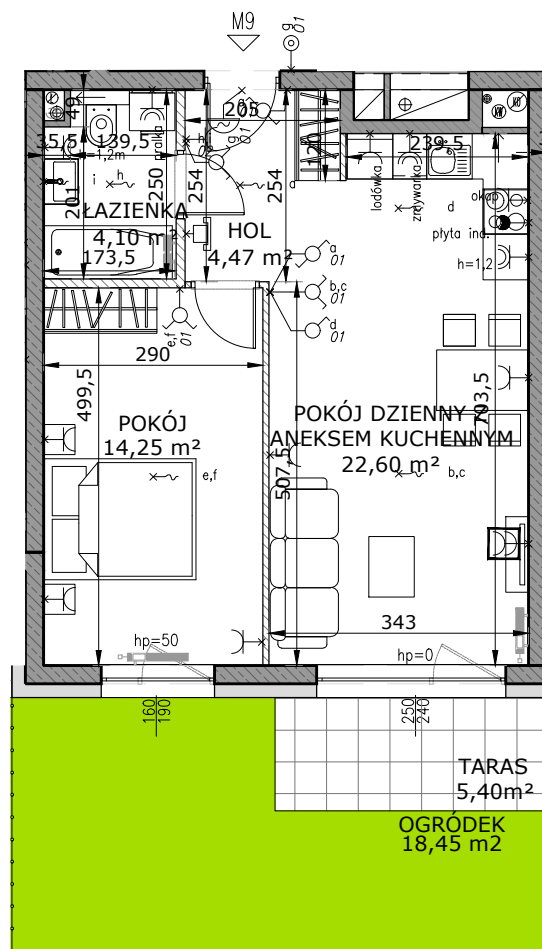 M9
g
01
49
205
35,5
139,5
pralka
h=1,2m
i
h
201
250
254
254
120
239,5
lodówka
zmywarka
d
okap
płyta ind.
h=1,2
ŁAZIENKA
4,10 m²
173,5
HOL
4,47 m²
a
a
01
b,c
01
d
01
e,f
01
290
499,5
703,5
POKÓJ
14,25 m²
POKÓJ DZIENNY Z
ANEKSEM KUCHENNYM
22,60 m²
e,f
b,c
507,5
343
hp=50
hp=0
160
190
250
240
TARAS
5,40m²
OGRÓDEK
18,45 m2